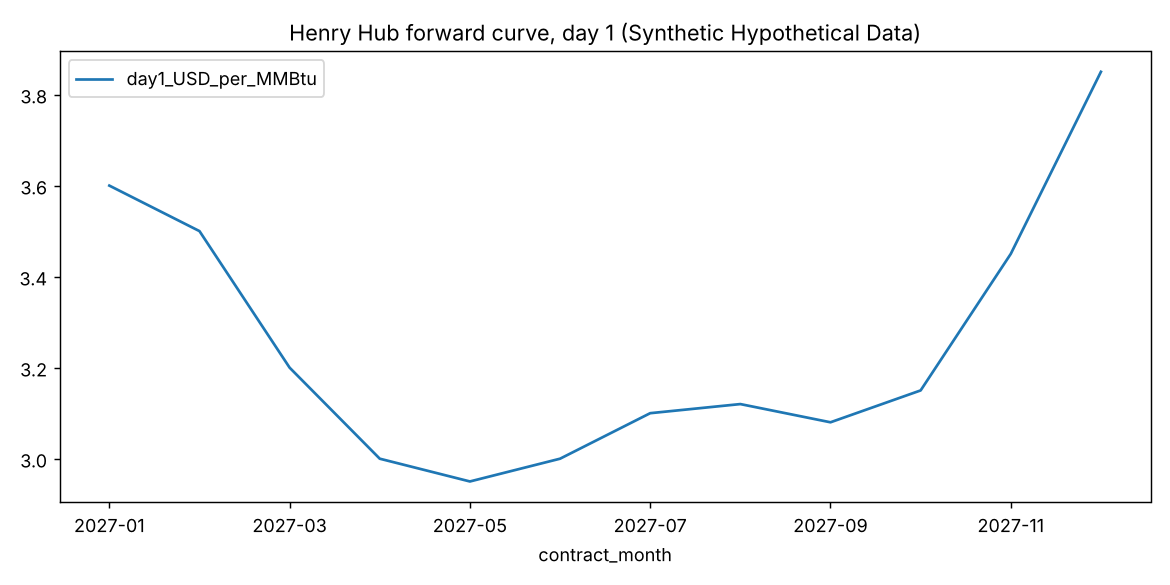 Henry Hub forward curve, day 1 (Synthetic Hypothetical Data)
day1_USD_per_MMBtu
3.8
3.6
3.4
3.2
3.0
2027-01 2027-03 2027-05 2027-07 2027-09 2027-11
contract_month